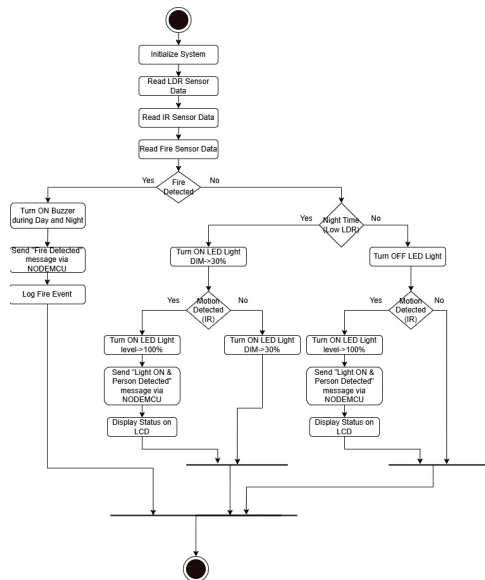 Initialize System
Read LDR Sensor
Data
Read IR Sensor Data
Read Fire Sensor Data
Yes
Fire
Detected
No
Turn ON Buzzer
during Day and Night
Send "Fire Detected"
message via
NODEMCU
Log Fire Event
Yes
Night Time
(Low LDR)
No
Turn ON LED Light
DIM->30%
Turn OFF LED Light
Yes
Motion
Detected
(IR)
No
Yes
Motion
Detected
(IR)
No
Turn ON LED Light
level->100%
Turn ON LED Light
DIM->30%
Turn ON LED Light
level->100%
Send "Light ON &
Person Detected"
message via
NODEMCU
Send "Light ON &
Person Detected"
message via
NODEMCU
Display Status on
LCD
Display Status on
LCD